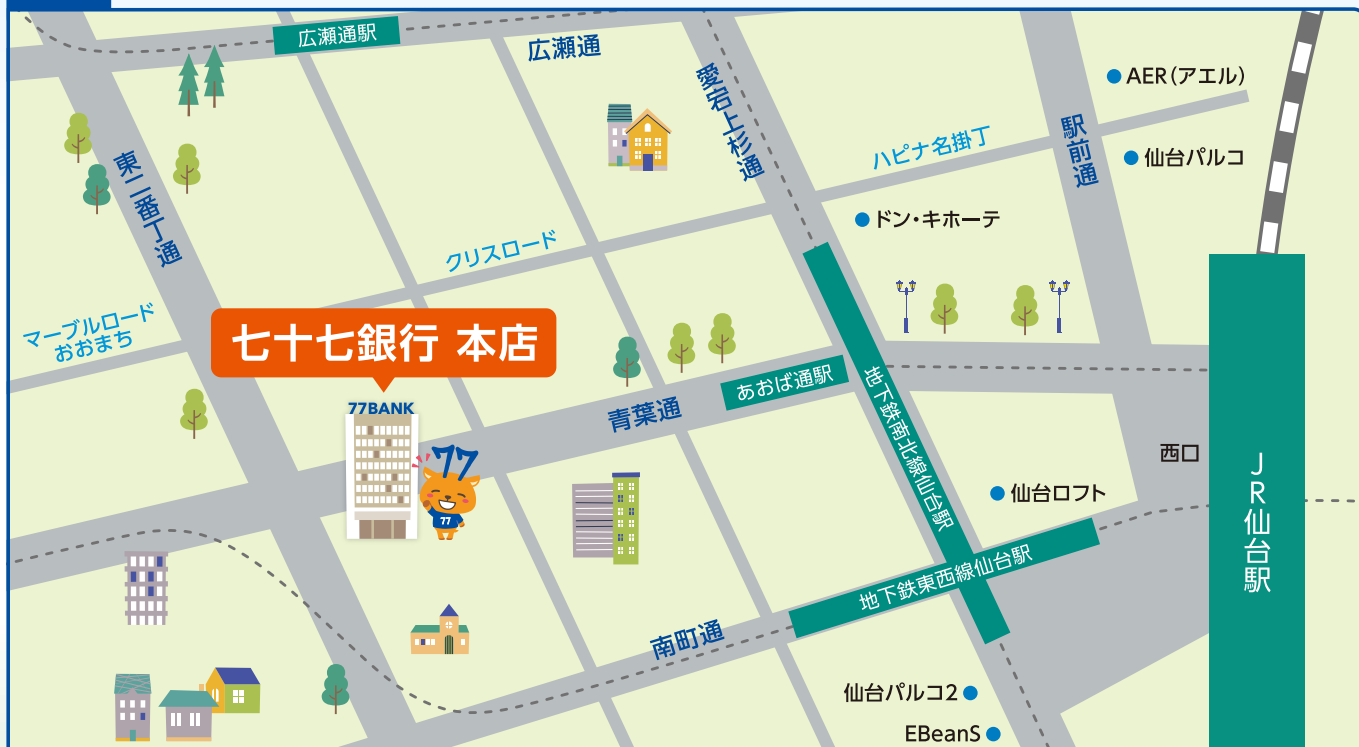 広瀬通駅
広瀬通
愛宕上杉通
AER(アエル)
駅前通
ハピナ名掛丁
仙台パルコ
東二番丁通
ドン・キホーテ
クリスロード
マーブルロード
おおまち
七十七銀行 本店
77BANK
77
77
青葉通
あおば通駅
地下鉄南北線仙台駅
西口
JR仙台駅
仙台ロフト
地下鉄東西線仙台駅
南町通
仙台パルコ2
EBeanS